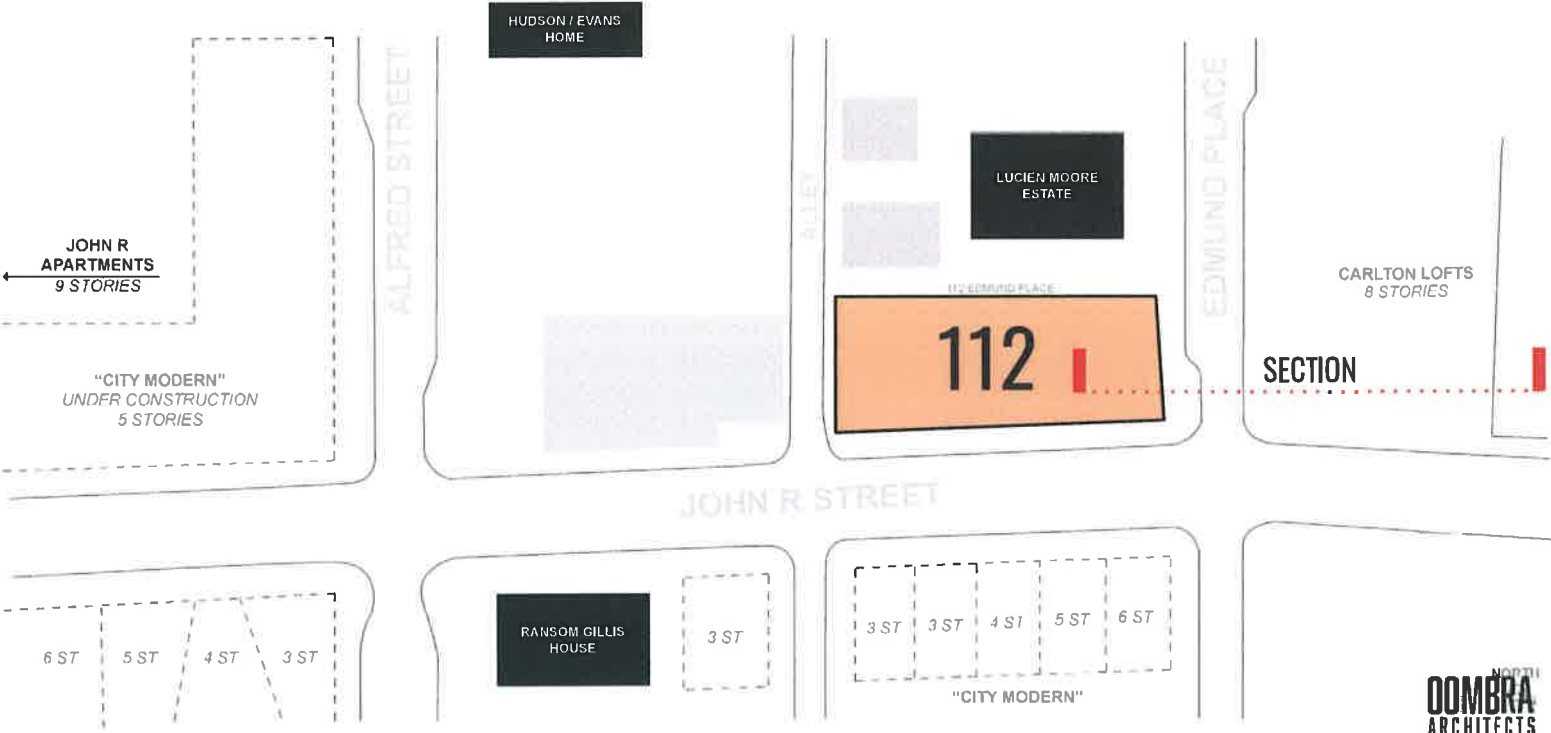 HUDSON / EVANS
HOME
ALFRED STREET
EDMUND PLACE
ALLEY
LUCIEN MOORE
ESTATE
JOHN R
APARTMENTS
9 STORIES
CARLTON LOFTS
8 STORIES
112 EDMUND PLACE
112
SECTION
"CITY MODERN"
UNDER CONSTRUCTION
5 STORIES
JOHN R STREET
6 ST
5 ST
4 ST
3 ST
RANSOM GILLIS
HOUSE
3 ST
3 ST
3 ST
4 ST
5 ST
6 ST
"CITY MODERN"
NORTH
OOMBRA
ARCHITECTS